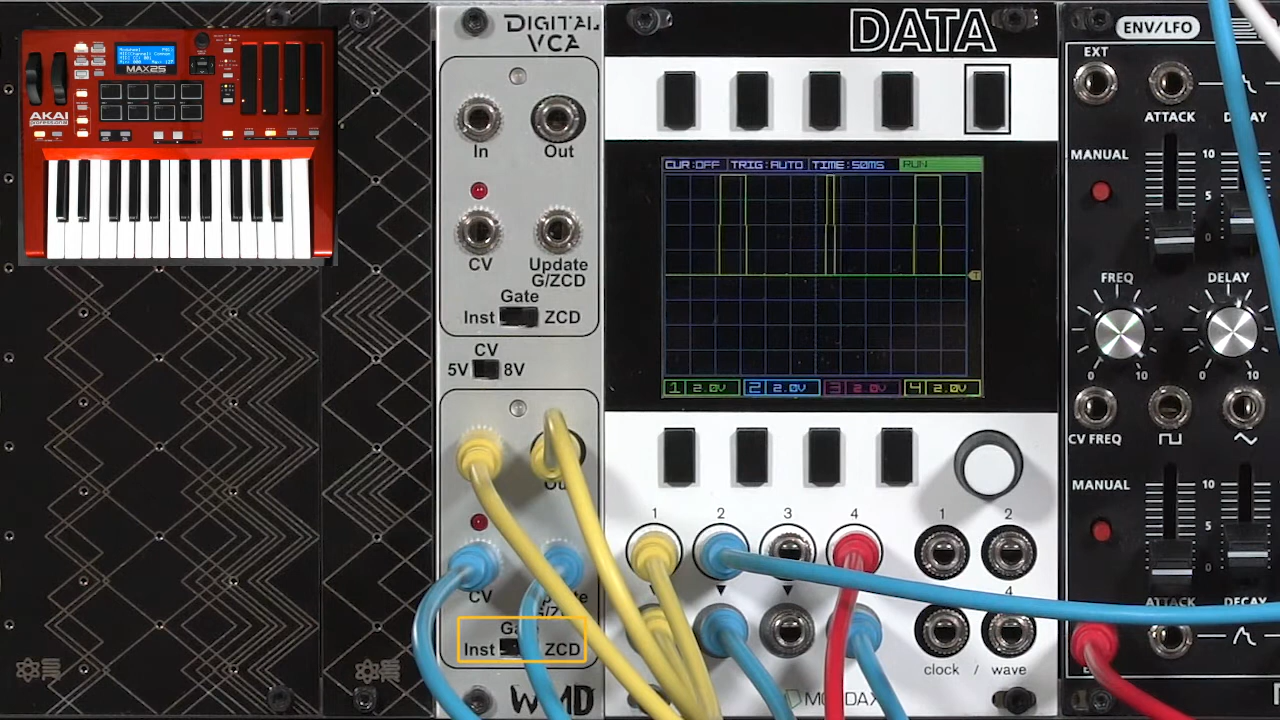 AKAI
MAX25
DIGITAL
VCA
In
Out
CV
Update
G/ZCD
Gate
Inst
ZCD
CV
5V
8V
CV
Inst
ZCD
WMD
DATA
CUR:OFF
TRIG:AUTO
TIME:50MS
RUN
T
1 2.0V
2 2.0V
3 2.0V
4 2.0V
1
2
3
4
1
2
4
clock / wave
ENV/LFO
EXT
ATTACK
DECAY
MANUAL
10
5
0
FREQ
DELAY
0
10
0
10
CV FREQ
MANUAL
10
5
0
ATTACK
DECAY